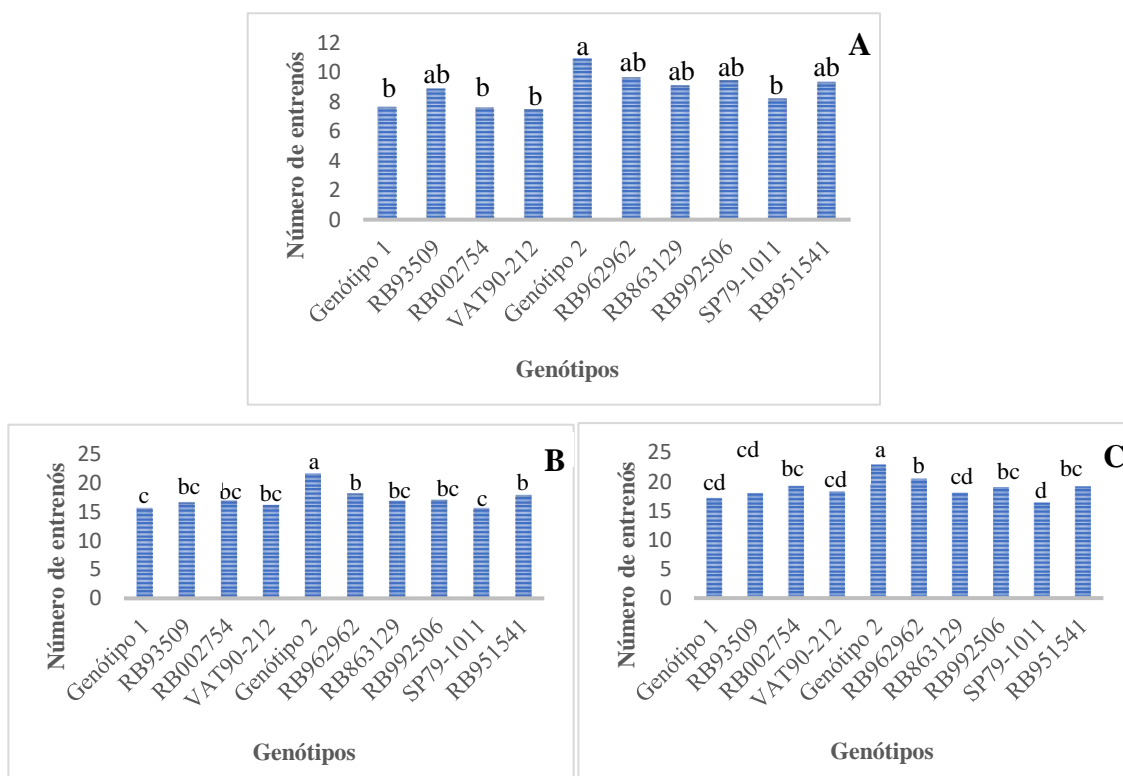 A
Número de entrenós
12
10
8
6
4
2
0
b
ab
b
b
a
ab
ab
ab
b
ab
Genótipo 1
RB93509
RB002754
VAT90-212
Genótipo 2
RB962962
RB863129
RB992506
SP79-1011
RB951541
Genótipos
B
Número de entrenós
25
20
15
10
5
0
c
bc
bc
bc
a
b
bc
bc
c
b
Genótipo 1
RB93509
RB002754
VAT90-212
Genótipo 2
RB962962
RB863129
RB992506
SP79-1011
RB951541
Genótipos
C
Número de entrenós
25
20
15
10
5
0
cd
cd
bc
cd
a
b
cd
bc
d
bc
Genótipo 1
RB93509
RB002754
VAT90-212
Genótipo 2
RB962962
RB863129
RB992506
SP79-1011
RB951541
Genótipos